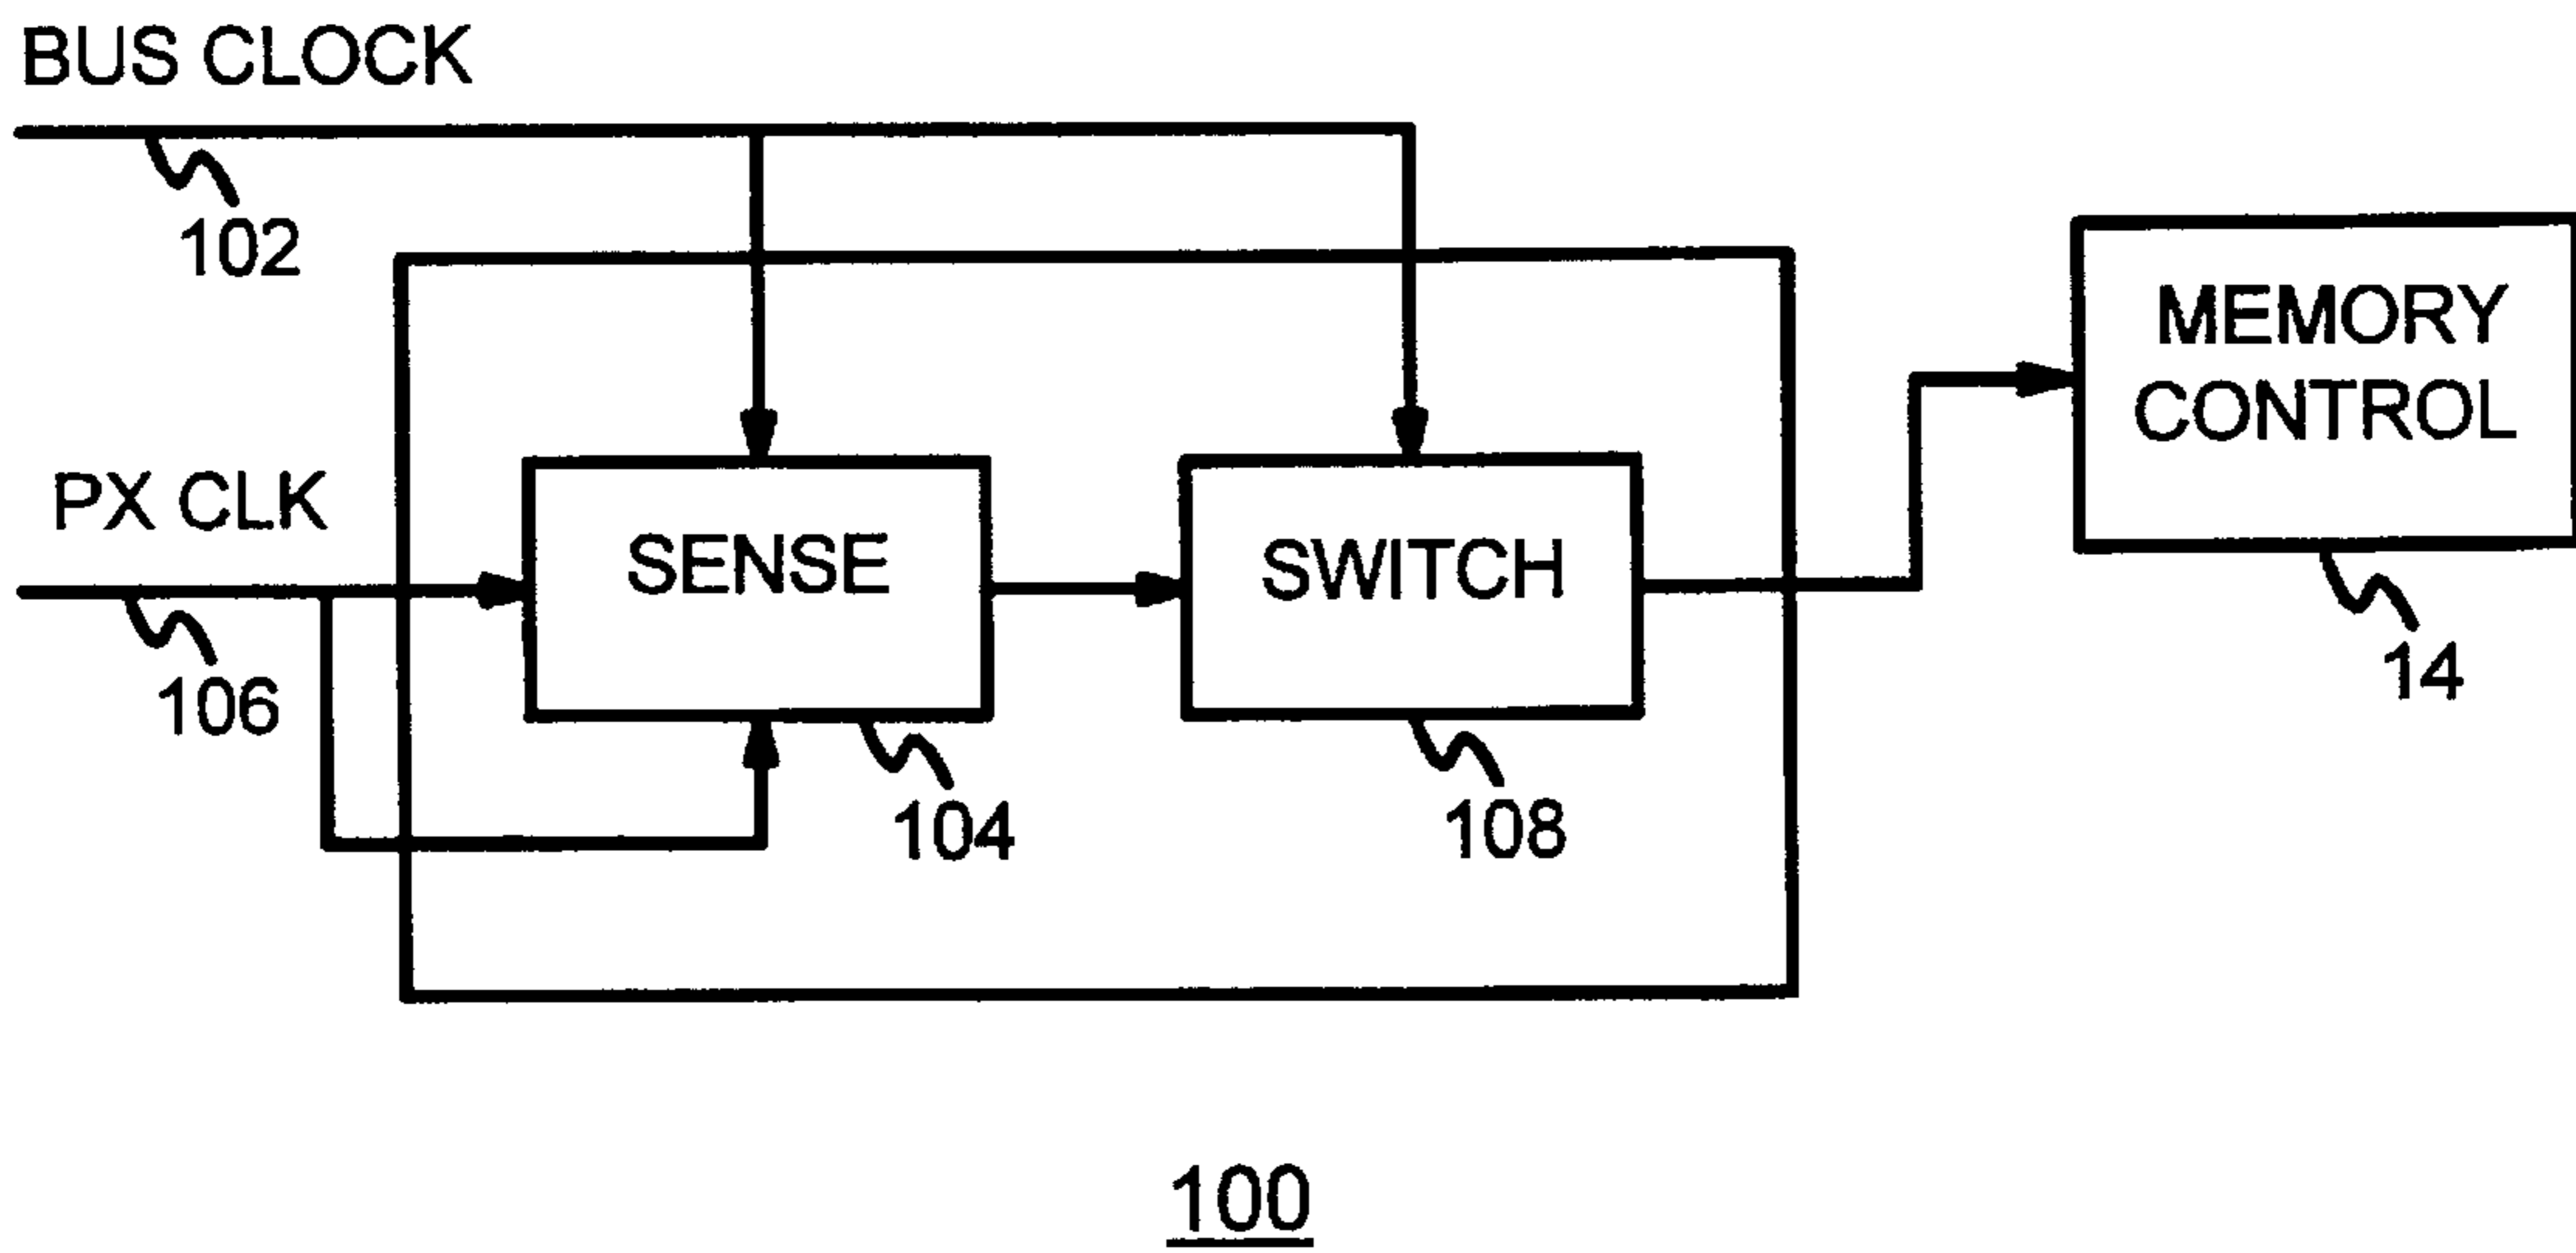 BUS CLOCK
102
MEMORY
CONTROL
PX CLK
SENSE
SWITCH
106
104
108
14
100